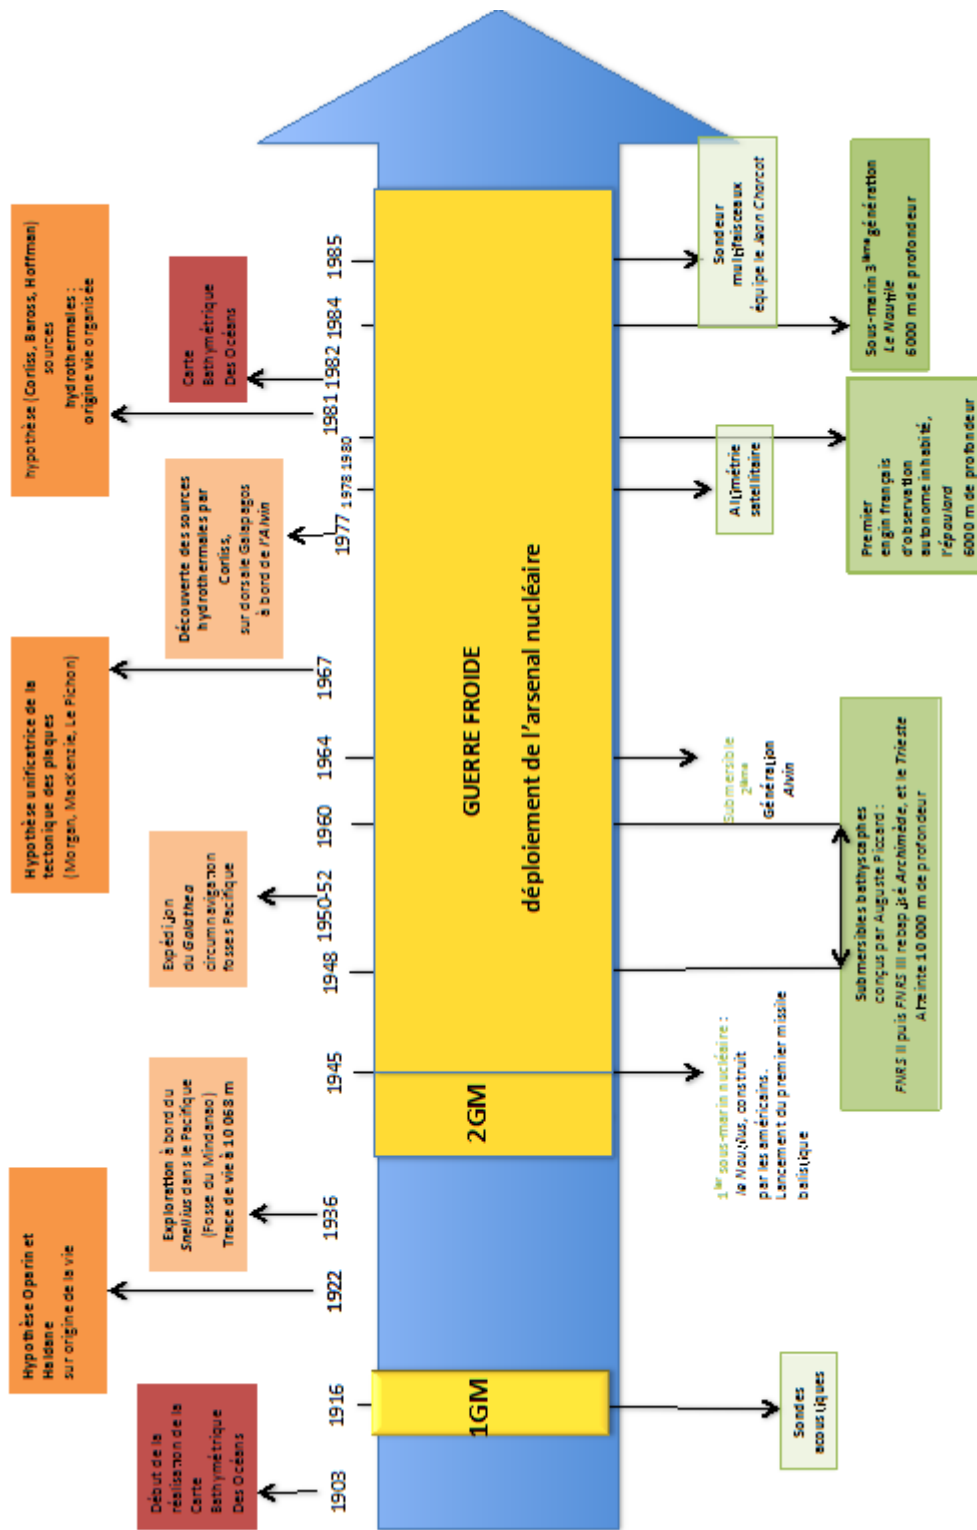 Début de la
réalisation de la
Carte
Bathymétrique
Des Océans
Hypothèse Oparin et
Haldane
sur origine de la vie
Exploration à bord du
Snellius dans le Pacifique
(Fosse du Mindanao)
Trace de vie à 10 068 m
Expédition
du Galathea
circumnavigation
fosses Pacifique
Hypothèse unificatrice de la
tectonique des plaques
(Morgan, MacKenzie, Le Pichon)
Découverte des sources
hydrothermales par
Corliss,
sur dorsale Galapagos
à bord de l'Alvin
hypothèse (Corliss, Baross, Hoffman)
sources
hydrothermales :
origine vie organisée
Carte
Bathymétrique
Des Océans
1903
1916
1922
1936
1945
1948
1950-52
1960
1964
1967
1977
1978
1980
1981
1982
1984
1985
1GM
2GM
GUERRE FROIDE
déploiement de l'arsenal nucléaire
Sondes
acoustiques
1ier sous-marin nucléaire :
le Nautilus, construit
par les américains.
Lancement du premier missile
balistique
Submersibles bathyscaphes
conçus par Auguste Piccard :
FNRS II puis FNRS III rebaptisé Archimède, et le Trieste
Atteinte 10 000 m de profondeur
Submersible
2ième
Génération
Alvin
Altimétrie
satellitaire
Premier
engin français
d'observation
autonome inhabité,
l'épaulard
6000 m de profondeur
Sondeur
multifaisceaux
équipe le Jean Charcot
Sous-marin 3ième génération
Le Nautile
6000 m de profondeur